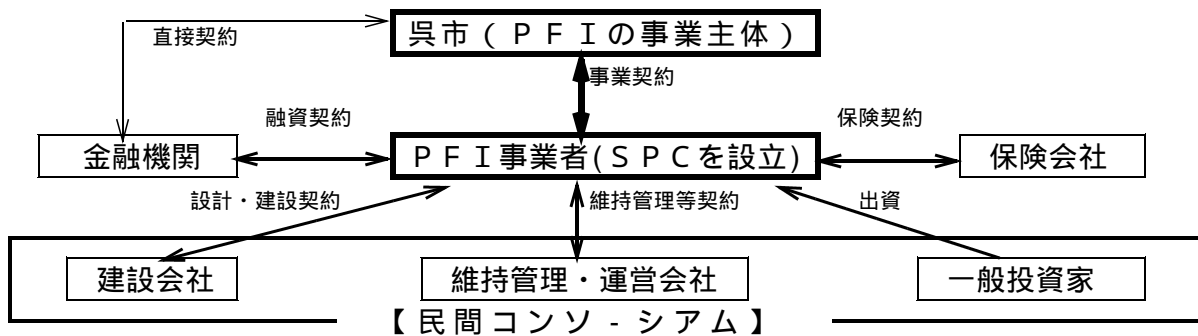 呉市(PFIの事業主体)
直接契約
事業契約
融資契約
保険契約
金融機関
PFI事業者(SPCを設立)
保険会社
設計・建設契約
維持管理等契約
出資
建設会社
維持管理・運営会社
一般投資家
【民間コンソ-シアム】